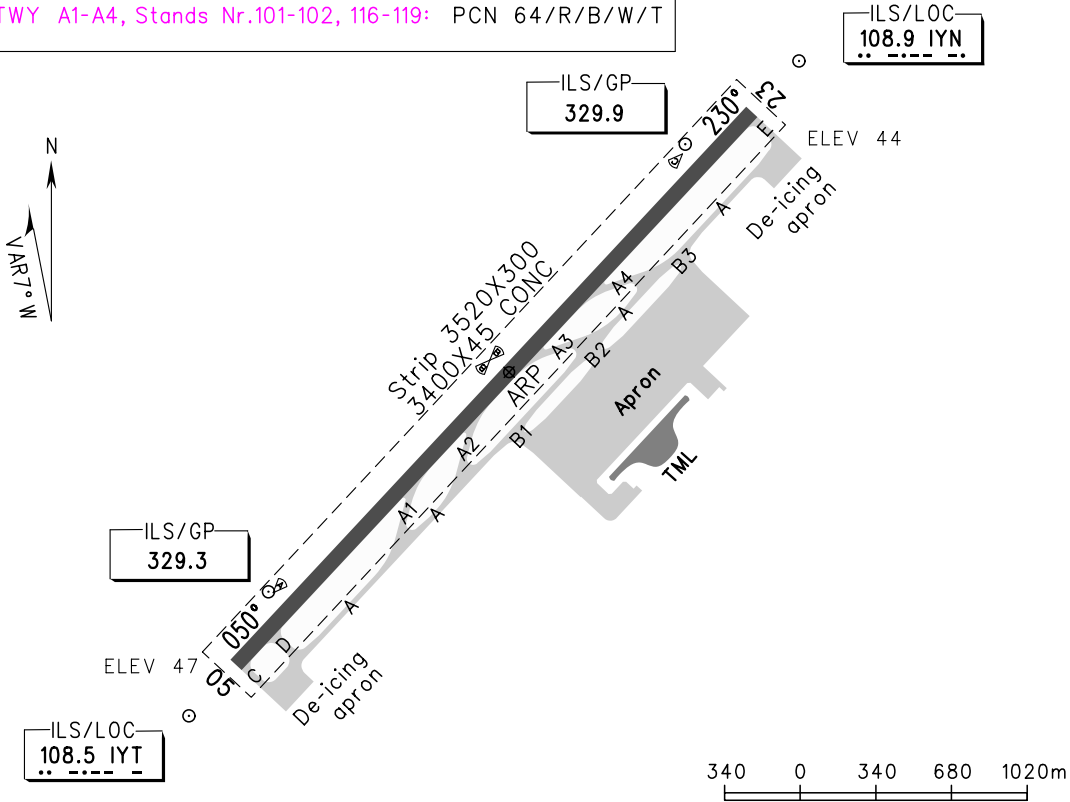 TWY A1-A4, Stands Nr.101-102, 116-119: PCN 64/R/B/W/T
ILS/LOC
108.9 IYN
ILS/GP
329.9
23
230°
E
ELEV 44
N
VAR7°W
De-icing
apron
A
B3
A4
A
Strip 3520X300
3400X45 CONC
A3
B2
ARP
Apron
B1
A2
TML
A1
A
ILS/GP
329.3
A
050°
D
C
ELEV 47
05
De-icing
apron
ILS/LOC
108.5 IYT
340 0 340 680 1020m